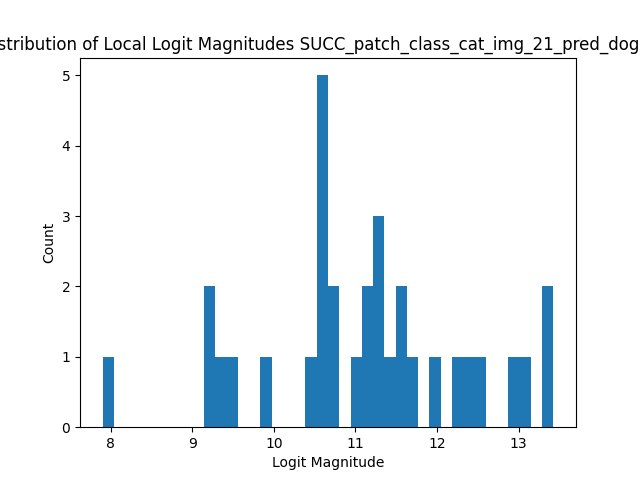 stribution of Local Logit Magnitudes SUCC_patch_class_cat_img_21_pred_dog
5
4
3
2
1
0
Count
8 9 10 11 12 13
Logit Magnitude